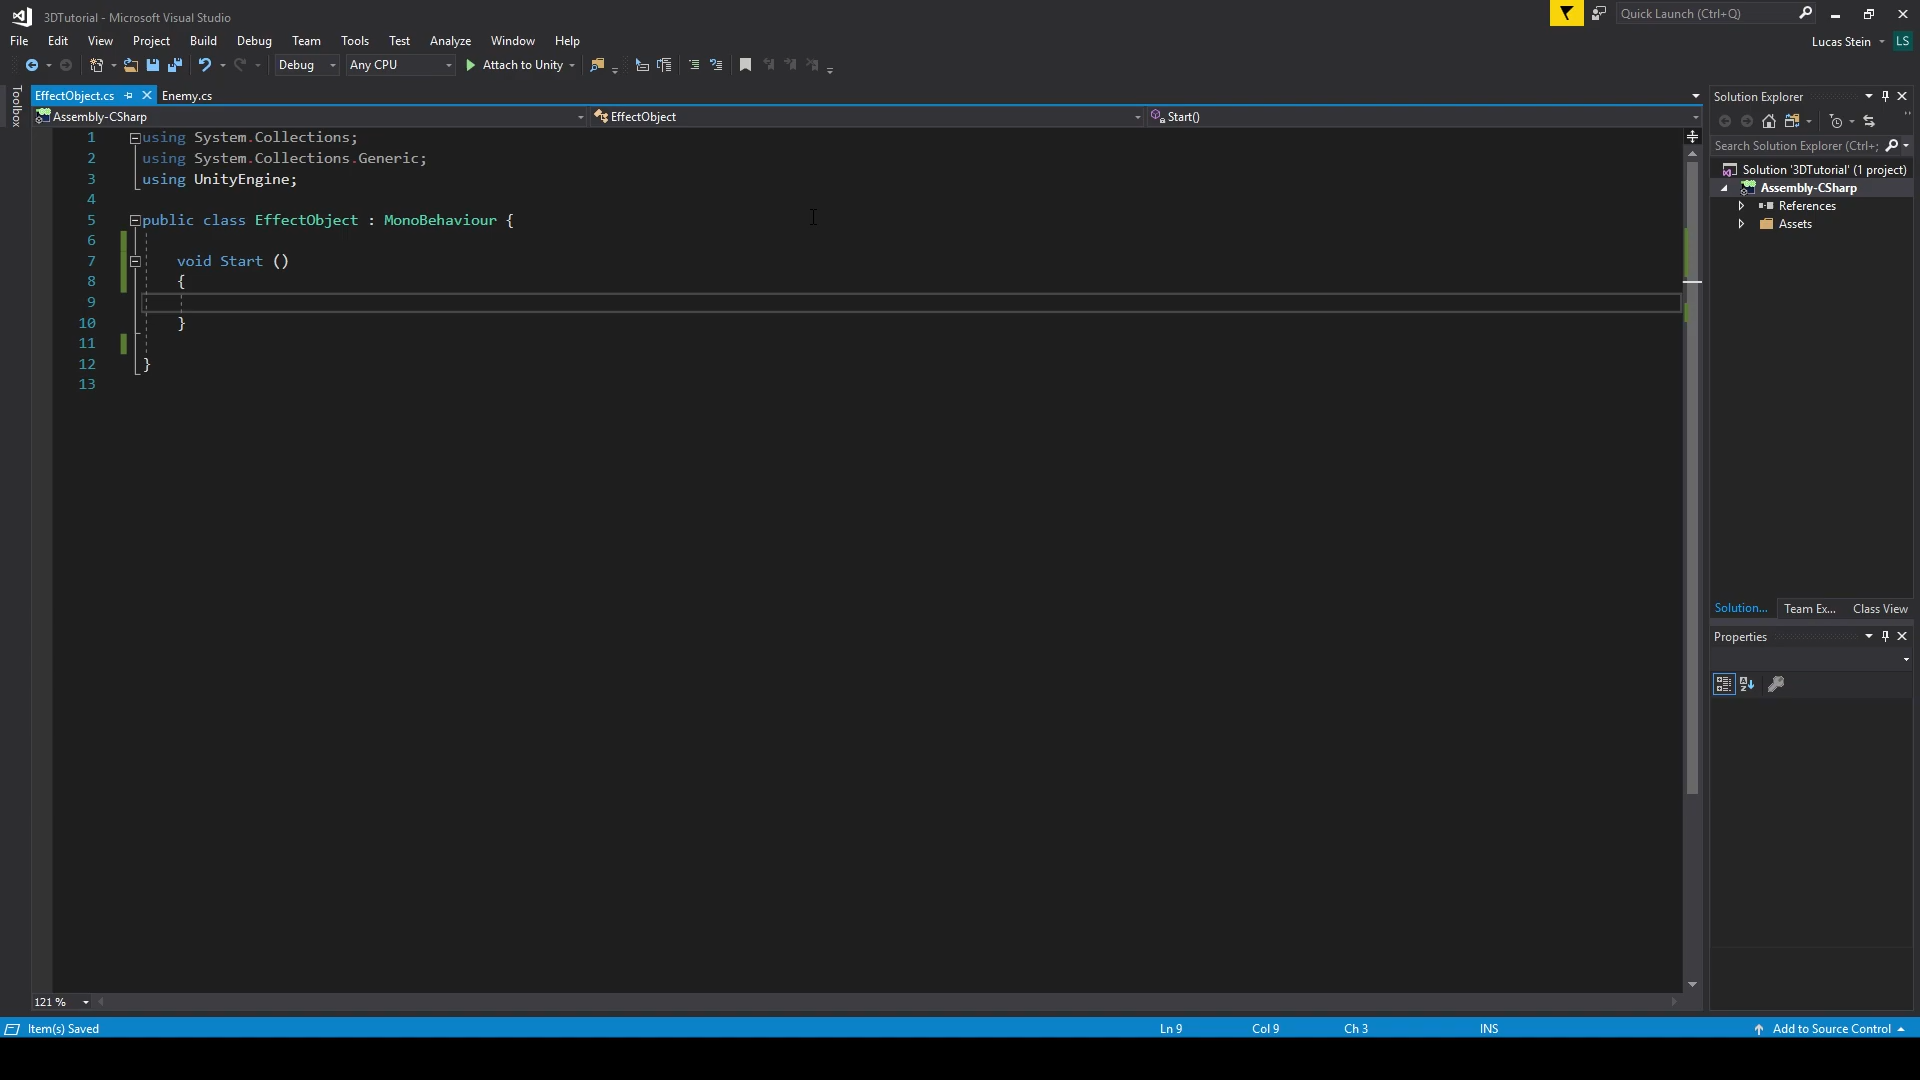 3DTutorial - Microsoft Visual Studio
Quick Launch (Ctrl+Q)
File Edit View Project Build Debug Team Tools Test Analyze Window Help
Lucas Stein LS
Debug Any CPU Attach to Unity
Toolbox
EffectObject.cs Enemy.cs
Assembly-CSharp EffectObject Start()
1 using System.Collections;
2 using System.Collections.Generic;
3 using UnityEngine;
4
5 public class EffectObject : MonoBehaviour {
6
7 void Start ()
8 {
9
10 }
11
12 }
13
121 %
Solution Explorer
Search Solution Explorer (Ctrl+;
Solution '3DTutorial' (1 project)
Assembly-CSharp
References
Assets
Solution... Team Ex... Class View
Properties
Item(s) Saved Ln 9 Col 9 Ch 3 INS Add to Source Control